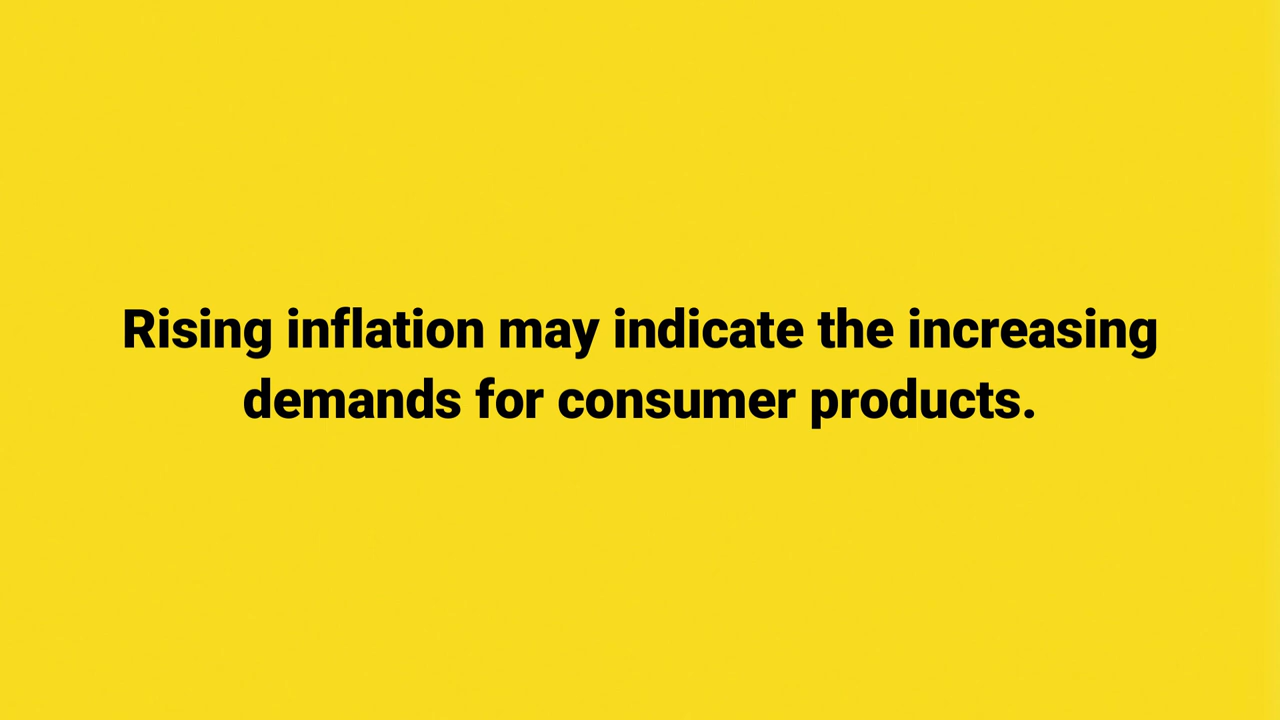 Rising inflation may indicate the increasing
demands for consumer products.